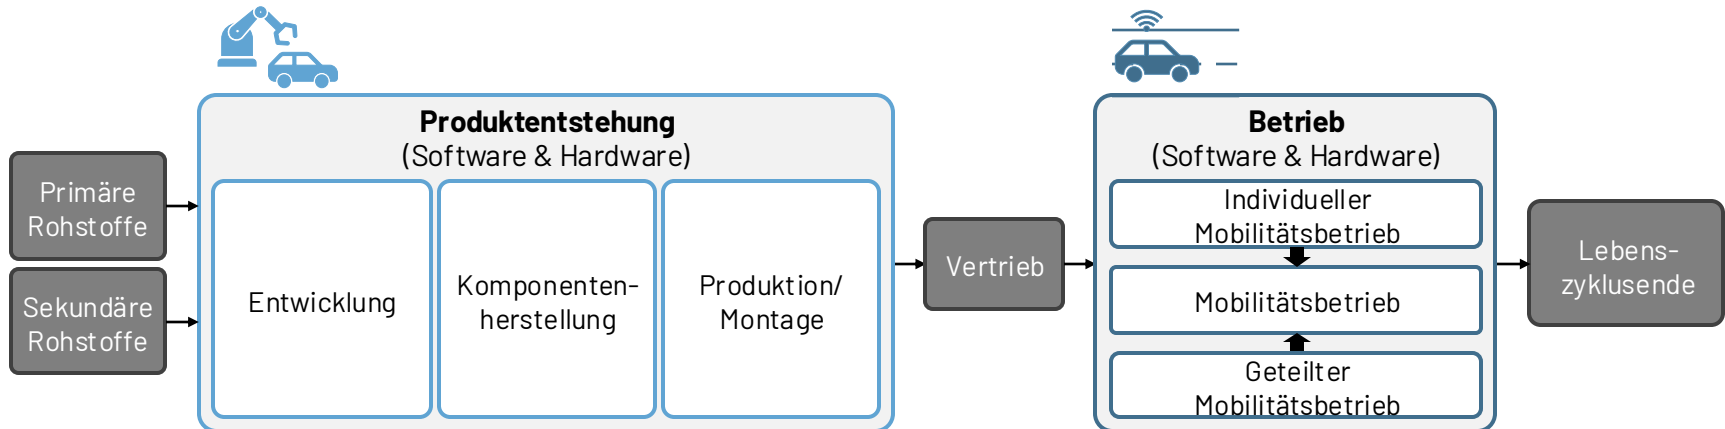 Primäre
Rohstoffe
Sekundäre
Rohstoffe
Produktentstehung
(Software & Hardware)
Entwicklung
Komponenten-
herstellung
Produktion/
Montage
Vertrieb
Betrieb
(Software & Hardware)
Individueller
Mobilitätsbetrieb
Mobilitätsbetrieb
Geteilter
Mobilitätsbetrieb
Lebens-
zyklusende